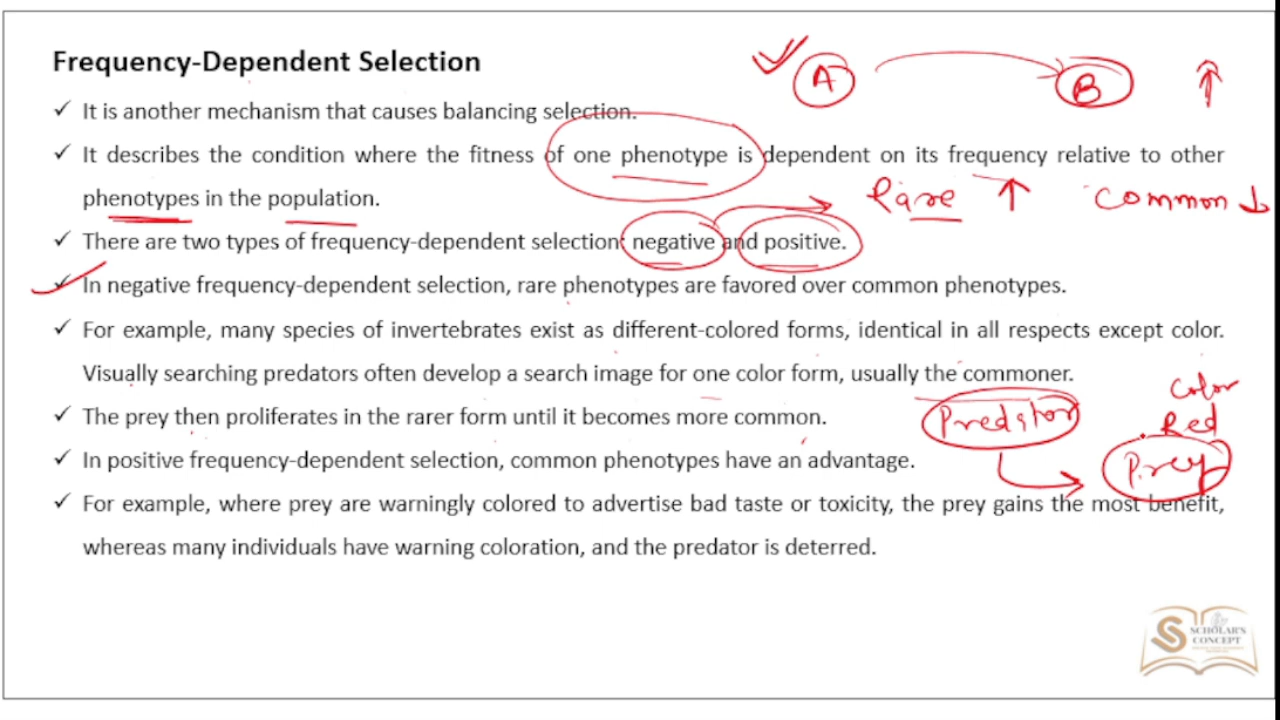 Frequency-Dependent Selection
A
B
✓ It is another mechanism that causes balancing selection.
✓ It describes the condition where the fitness of one phenotype is dependent on its frequency relative to other
phenotypes in the population.
Rare ↑ Common ↓
✓ There are two types of frequency-dependent selection: negative and positive.
✓ In negative frequency-dependent selection, rare phenotypes are favored over common phenotypes.
✓ For example, many species of invertebrates exist as different-colored forms, identical in all respects except color.
Visually searching predators often develop a search image for one color form, usually the commoner.
Color
Red
✓ The prey then proliferates in the rarer form until it becomes more common.
Predator
Prey
✓ In positive frequency-dependent selection, common phenotypes have an advantage.
✓ For example, where prey are warningly colored to advertise bad taste or toxicity, the prey gains the most benefit,
whereas many individuals have warning coloration, and the predator is deterred.
SCHOLAR'S
CONCEPT